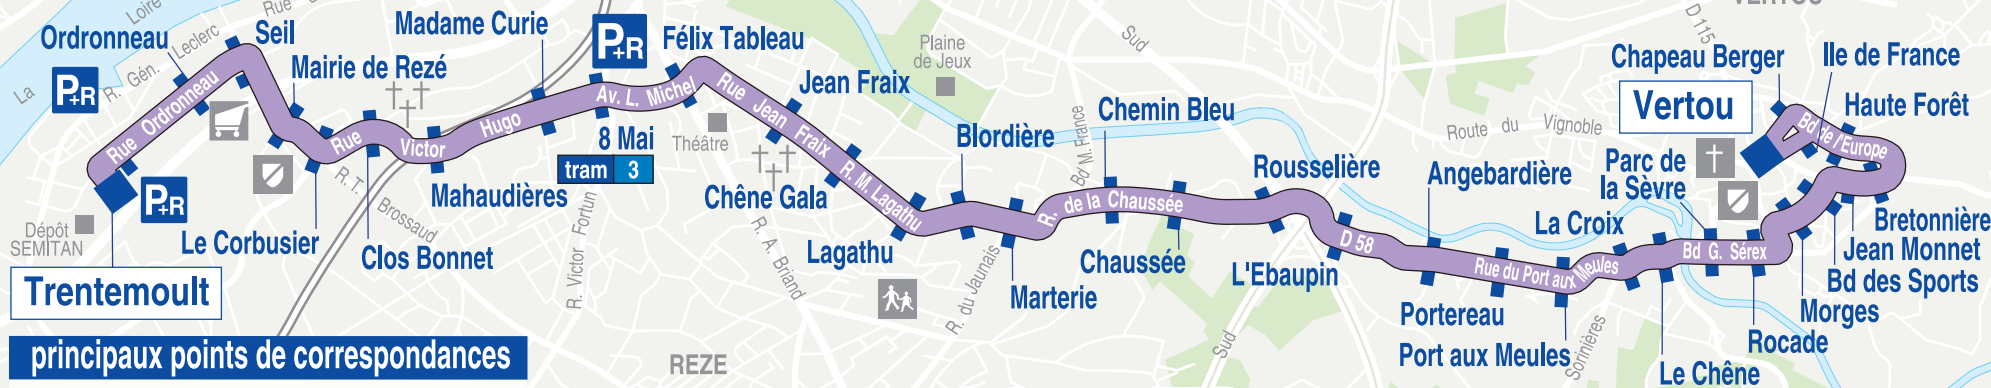 La
Loire
Rue
R. Gén. Leclerc
Ordronneau
Seil
Madame Curie
P+R
Félix Tableau
Plaine
de Jeux
Sud
D 115
VERTOU
Chapeau Berger
Ile de France
P+R
Rue Ordronneau
Mairie de Rezé
Av. L. Michel
Rue Jean Fraix
Jean Fraix
Chemin Bleu
Bd M. France
Route du Vignoble
Vertou
Haute Forêt
Bd de l'Europe
Rue Victor Hugo
8 Mai
tram 3
Théâtre
Blordière
Rousselière
Angebardière
Parc de
la Sèvre
P+R
R. T. Brossaud
Mahaudières
Chêne Gala
R. M. Lagathu
R. de la Chaussée
La Croix
Bretonnière
Dépôt
SEMITAN
Le Corbusier
Clos Bonnet
R. Victor Fortun
Lagathu
R. A. Briand
Chaussée
L'Ebaupin
D 58
Rue du Port aux Meules
Bd G. Sérex
Jean Monnet
Bd des Sports
Trentemoult
Marterie
R. du Jaunais
Portereau
Morges
principaux points de correspondances
REZE
Sud
Port aux Meules
Sorinières
Rocade
Le Chêne